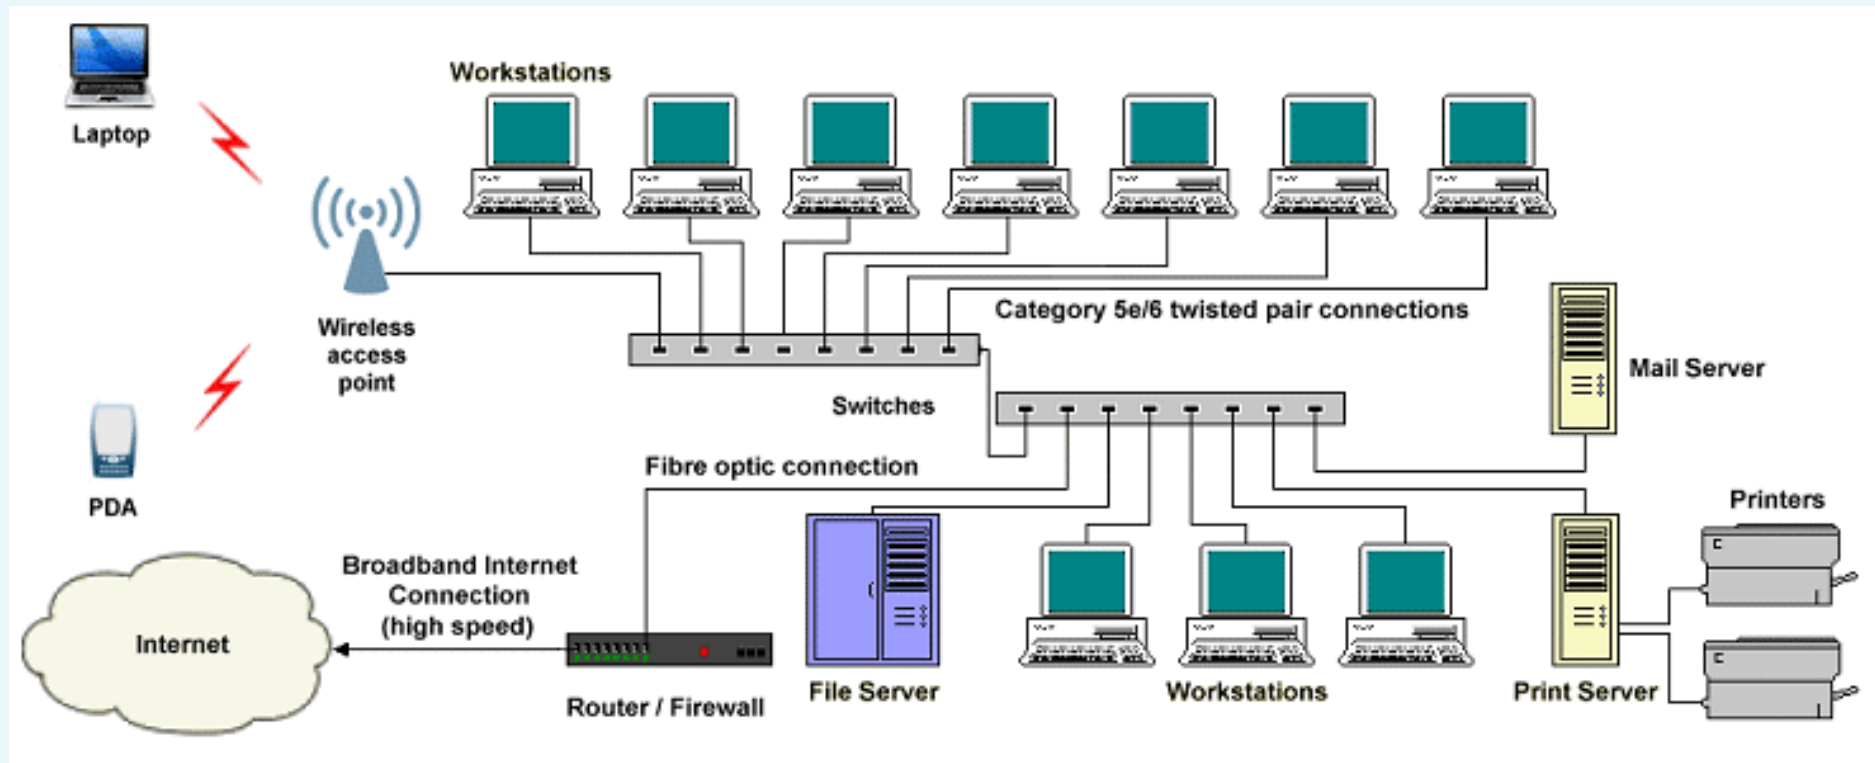 Workstations
Laptop
Category 5e/6 twisted pair connections
Wireless
access
point
Mail Server
Switches
Fibre optic connection
PDA
Printers
Broadband Internet
Connection
(high speed)
Internet
File Server
Workstations
Print Server
Router / Firewall